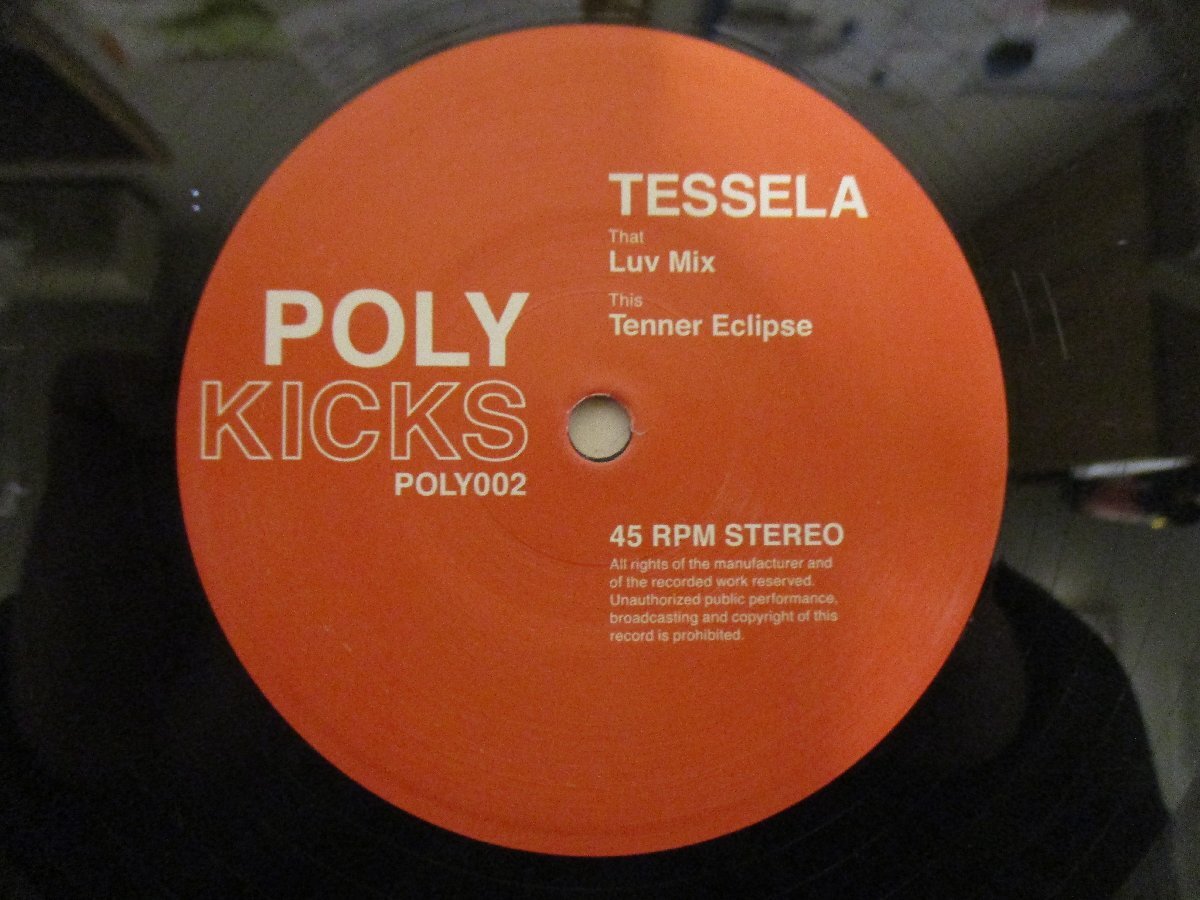 POLY
KICKS
POLY002
TESSELA
That
Luv Mix
This
Tenner Eclipse
45 RPM STEREO
All rights of the manufacturer and
of the recorded work reserved.
Unauthorized public performance,
broadcasting and copyright of this
record is prohibited.